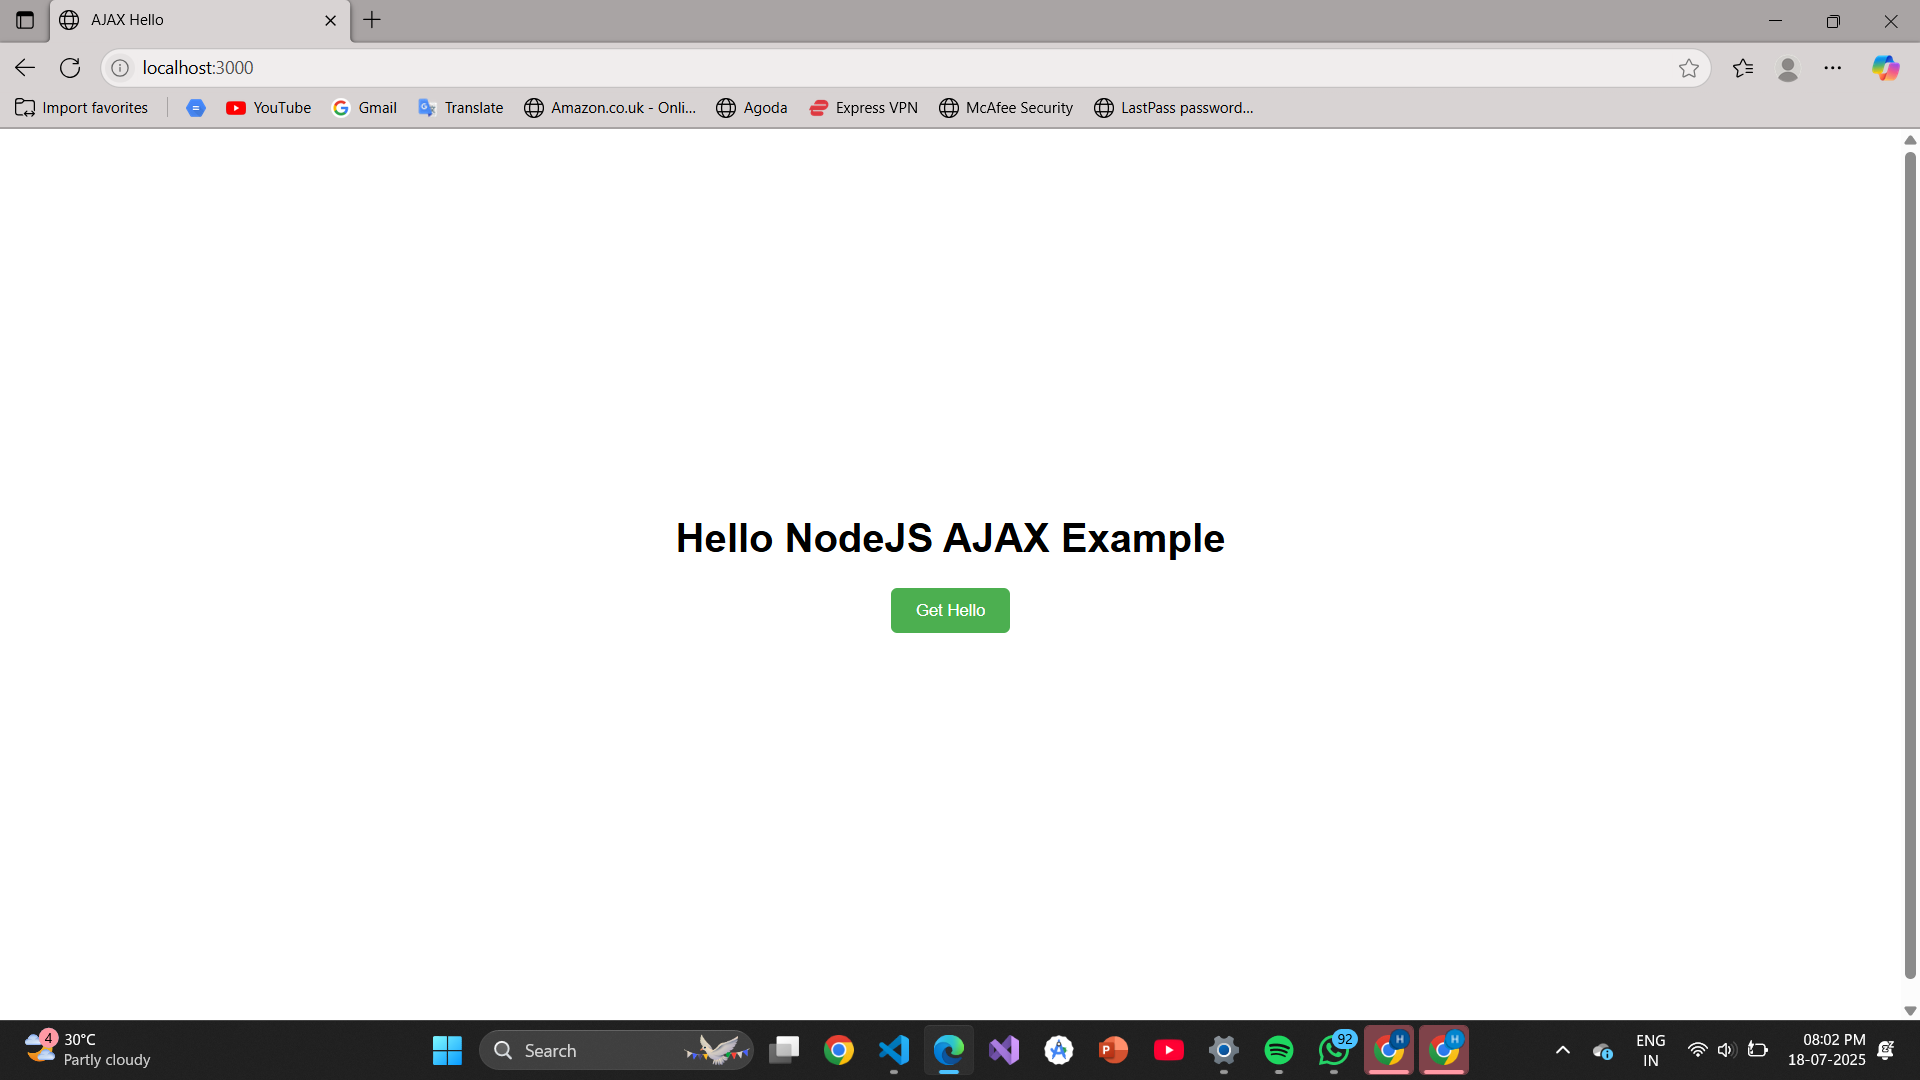 AJAX Hello
localhost:3000
Import favorites
YouTube
Gmail
Translate
Amazon.co.uk - Onli...
Agoda
Express VPN
McAfee Security
LastPass password...
Hello NodeJS AJAX Example
Get Hello
4
30°C
Partly cloudy
Search
92
H
H
ENG
IN
08:02 PM
18-07-2025